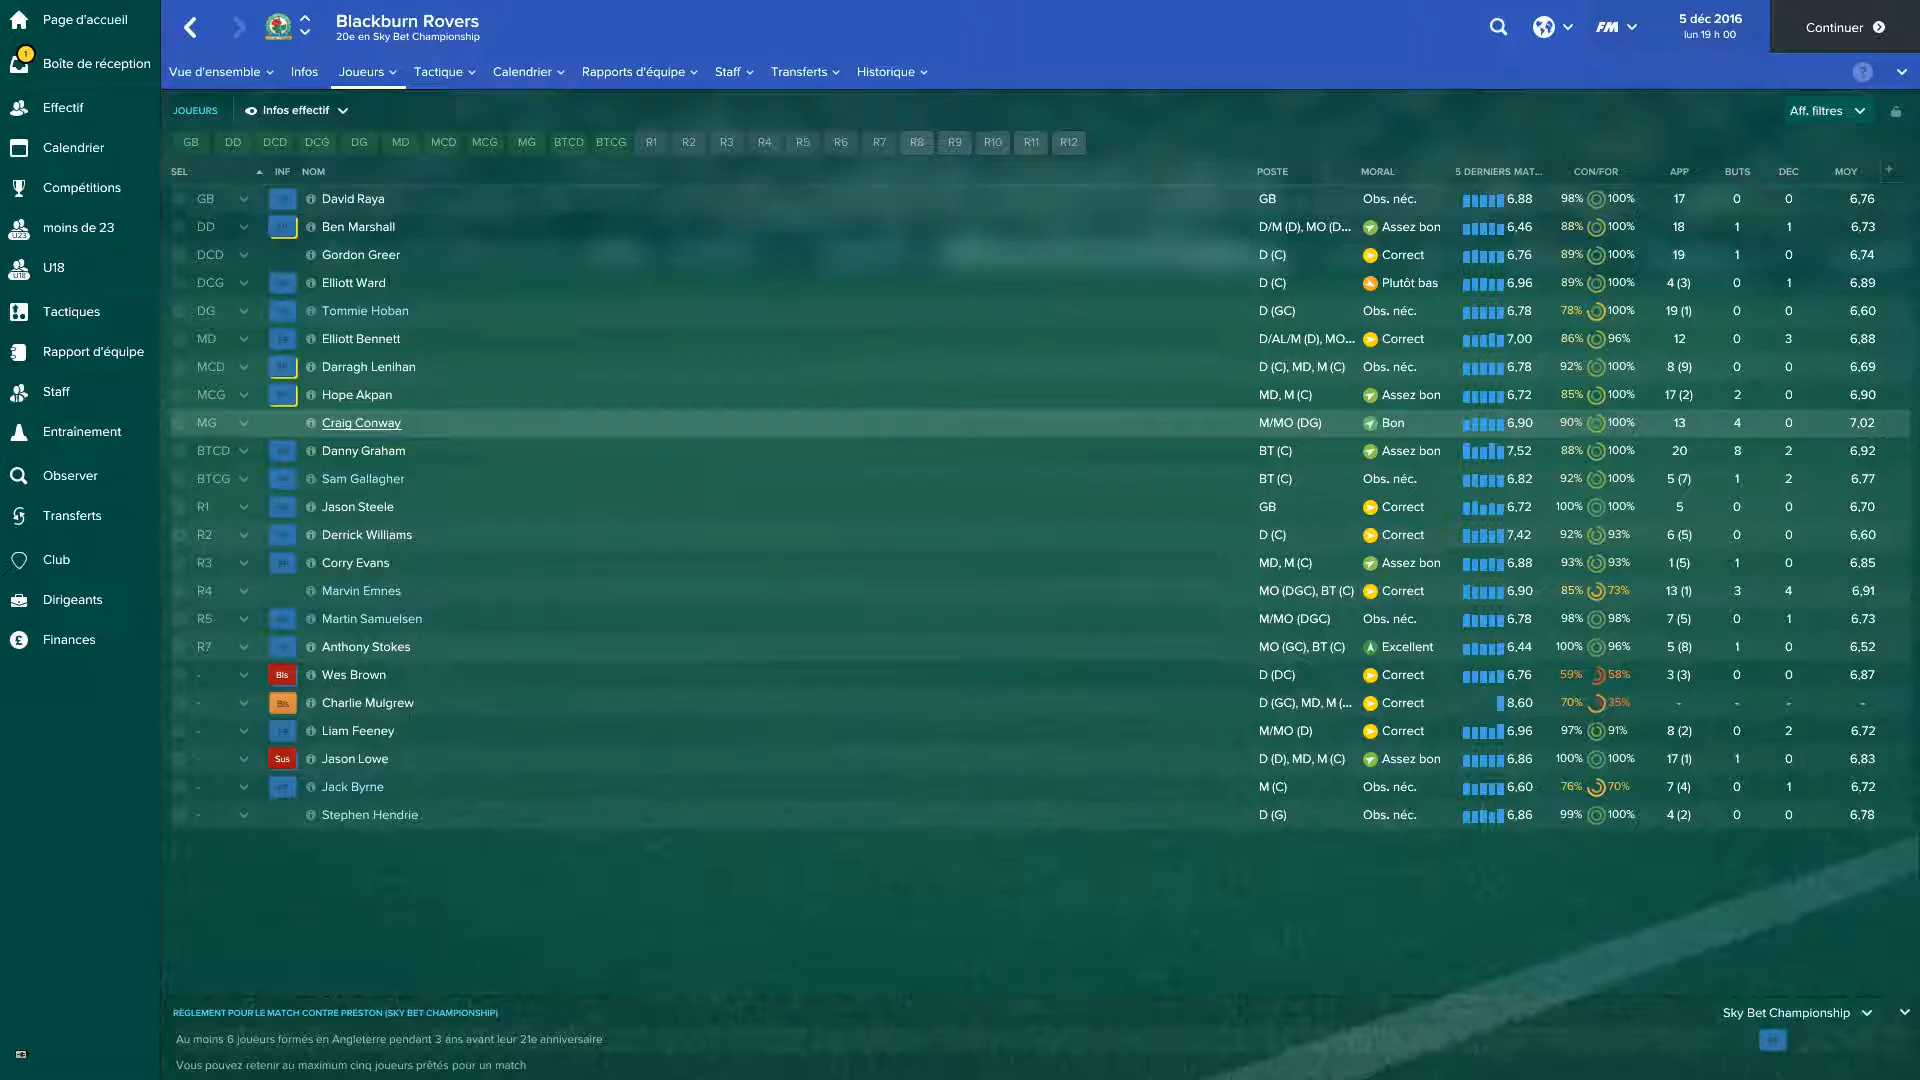 Page d'accueil
1
Boîte de réception
Effectif
Calendrier
Compétitions
moins de 23
U18
Tactiques
Rapport d'équipe
Staff
Entraînement
Observer
Transferts
Club
Dirigeants
Finances
Blackburn Rovers
20e en Sky Bet Championship
FM
5 déc 2016
lun 19 h 00
Continuer
Vue d'ensemble Infos Joueurs Tactique Calendrier Rapports d'équipe Staff Transferts Historique
?
JOUEURS Infos effectif Aff. filtres
GB DD DCD DCG DG MD MCD MCG MG BTCD BTCG R1 R2 R3 R4 R5 R6 R7 R8 R9 R10 R11 R12
SEL INF NOM POSTE MORAL 5 DERNIERS MAT... CON/FOR APP BUTS DEC MOY +
GB David Raya GB Obs. néc. 6,88 98% 100% 17 0 0 6,76
DD Ben Marshall D/M (D), MO (D... Assez bon 6,46 88% 100% 18 1 1 6,73
DCD Gordon Greer D (C) Correct 6,76 89% 100% 19 1 0 6,74
DCG Elliott Ward D (C) Plutôt bas 6,96 89% 100% 4 (3) 0 1 6,89
DG Tommie Hoban D (GC) Obs. néc. 6,78 78% 100% 19 (1) 0 0 6,60
MD Elliott Bennett D/AL/M (D), MO... Correct 7,00 86% 96% 12 0 3 6,88
MCD Darragh Lenihan D (C), MD, M (C) Obs. néc. 6,78 92% 100% 8 (9) 0 0 6,69
MCG Hope Akpan MD, M (C) Assez bon 6,72 85% 100% 17 (2) 2 0 6,90
MG Craig Conway M/MO (DG) Bon 6,90 90% 100% 13 4 0 7,02
BTCD Danny Graham BT (C) Assez bon 7,52 88% 100% 20 8 2 6,92
BTCG Sam Gallagher BT (C) Obs. néc. 6,82 92% 100% 5 (7) 1 2 6,77
R1 Jason Steele GB Correct 6,72 100% 100% 5 0 0 6,70
R2 Derrick Williams D (C) Correct 7,42 92% 93% 6 (5) 0 0 6,60
R3 Corry Evans MD, M (C) Assez bon 6,88 93% 93% 1 (5) 1 0 6,85
R4 Marvin Emnes MO (DGC), BT (C) Correct 6,90 85% 73% 13 (1) 3 4 6,91
R5 Martin Samuelsen M/MO (DGC) Obs. néc. 6,78 98% 98% 7 (5) 0 1 6,73
R7 Anthony Stokes MO (GC), BT (C) Excellent 6,44 100% 96% 5 (8) 1 0 6,52
- Bls Wes Brown D (DC) Correct 6,76 59% 58% 3 (3) 0 0 6,87
- Bls Charlie Mulgrew D (GC), MD, M (... Correct 8,60 70% 35% - - - -
- Liam Feeney M/MO (D) Correct 6,96 97% 91% 8 (2) 0 2 6,72
- Sus Jason Lowe D (D), MD, M (C) Assez bon 6,86 100% 100% 17 (1) 1 0 6,83
- Jack Byrne M (C) Obs. néc. 6,60 76% 70% 7 (4) 0 1 6,72
- Stephen Hendrie D (G) Obs. néc. 6,86 99% 100% 4 (2) 0 0 6,78
RÈGLEMENT POUR LE MATCH CONTRE PRESTON (SKY BET CHAMPIONSHIP)
Sky Bet Championship
Au moins 6 joueurs formés en Angleterre pendant 3 ans avant leur 21e anniversaire
Vous pouvez retenir au maximum cinq joueurs prêtés pour un match